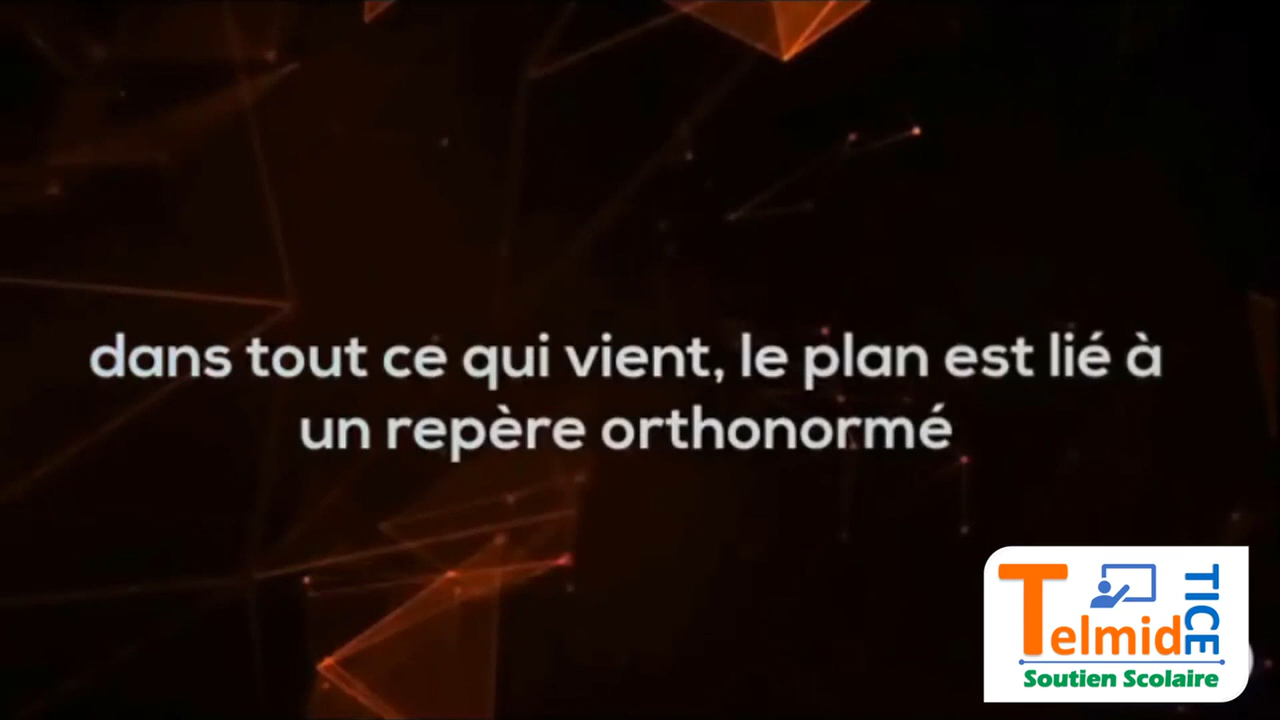 dans tout ce qui vient, le plan est lié à
un repère orthonormé
Telmid TICE
Soutien Scolaire